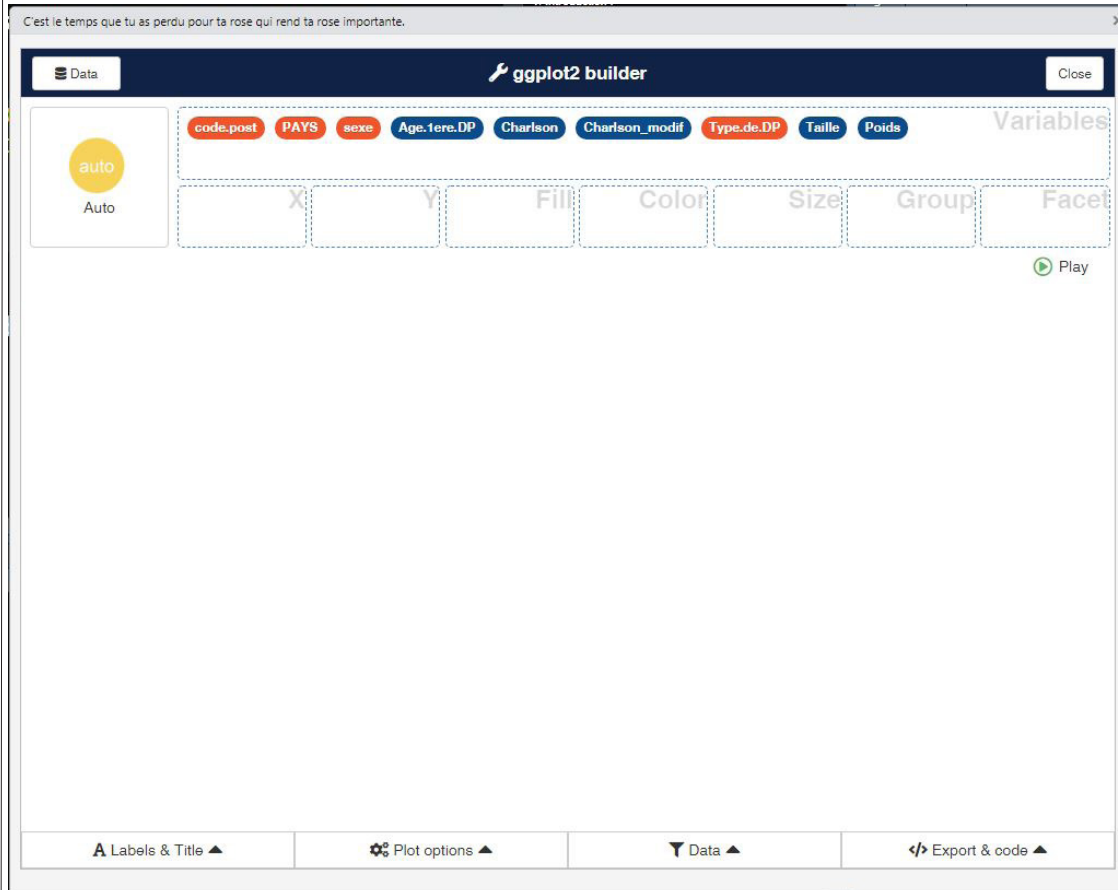 C'est le temps que tu as perdu pour ta rose qui rend ta rose importante.
Data ggplot2 builder Close
code.post PAYS sexe Age.1ere.DP Charlson Charlson_modif Type.de.DP Taille Poids Variables
auto
Auto
X Y Fill Color Size Group Facet
Play
Labels & Title Plot options Data </> Export & code